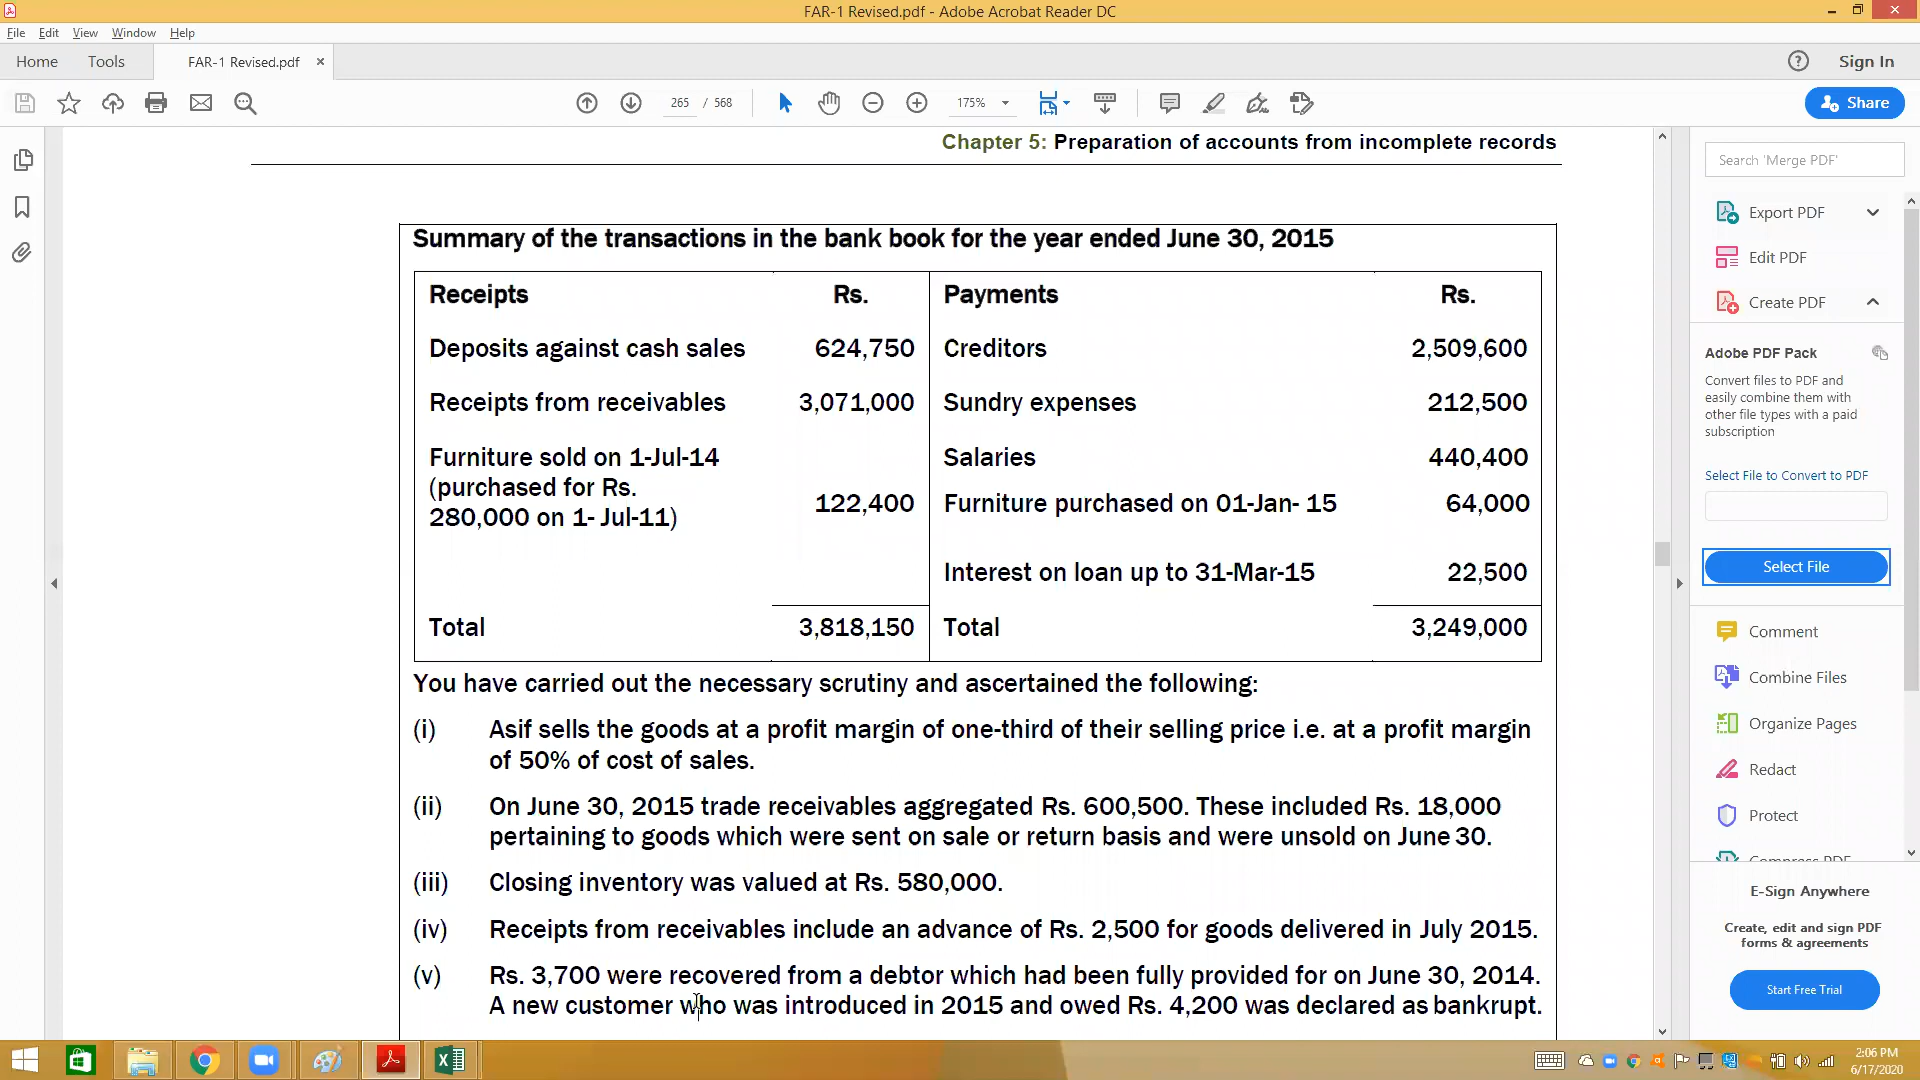 FAR-1 Revised.pdf - Adobe Acrobat Reader DC
File Edit View Window Help
Home Tools FAR-1 Revised.pdf × Sign In
265 / 568 175% Share
Chapter 5: Preparation of accounts from incomplete records
Summary of the transactions in the bank book for the year ended June 30, 2015
Receipts Rs. Payments Rs.
Deposits against cash sales 624,750 Creditors 2,509,600
Receipts from receivables 3,071,000 Sundry expenses 212,500
Furniture sold on 1-Jul-14 Salaries 440,400
(purchased for Rs.
280,000 on 1- Jul-11) 122,400 Furniture purchased on 01-Jan- 15 64,000
Interest on loan up to 31-Mar-15 22,500
Total 3,818,150 Total 3,249,000
You have carried out the necessary scrutiny and ascertained the following:
(i) Asif sells the goods at a profit margin of one-third of their selling price i.e. at a profit margin
of 50% of cost of sales.
(ii) On June 30, 2015 trade receivables aggregated Rs. 600,500. These included Rs. 18,000
pertaining to goods which were sent on sale or return basis and were unsold on June 30.
(iii) Closing inventory was valued at Rs. 580,000.
(iv) Receipts from receivables include an advance of Rs. 2,500 for goods delivered in July 2015.
(v) Rs. 3,700 were recovered from a debtor which had been fully provided for on June 30, 2014.
A new customer who was introduced in 2015 and owed Rs. 4,200 was declared as bankrupt.
Search 'Merge PDF'
Export PDF
Edit PDF
Create PDF
Adobe PDF Pack
Convert files to PDF and
easily combine them with
other file types with a paid
subscription
Select File to Convert to PDF
Select File
Comment
Combine Files
Organize Pages
Redact
Protect
Compress PDF
E-Sign Anywhere
Create, edit and sign PDF
forms & agreements
Start Free Trial
2:06 PM
6/17/2020